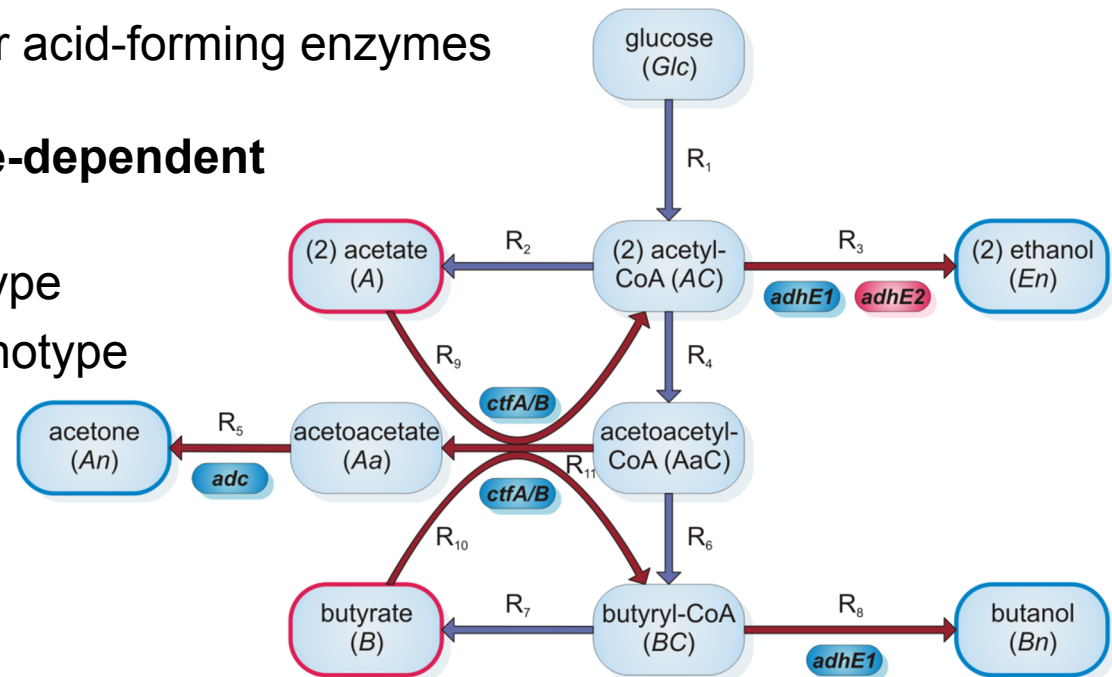 r acid-forming enzymes
e-dependent
ype
notype
glucose
(Glc)
R1
(2) acetate
(A)
R2
(2) acetyl-
CoA (AC)
R3
adhE1 adhE2
(2) ethanol
(En)
R9
R4
ctfA/B
acetone
(An)
R5
adc
acetoacetate
(Aa)
acetoacetyl-
CoA (AaC)
R11
ctfA/B
R10
R6
butyrate
(B)
R7
butyryl-CoA
(BC)
R8
adhE1
butanol
(Bn)